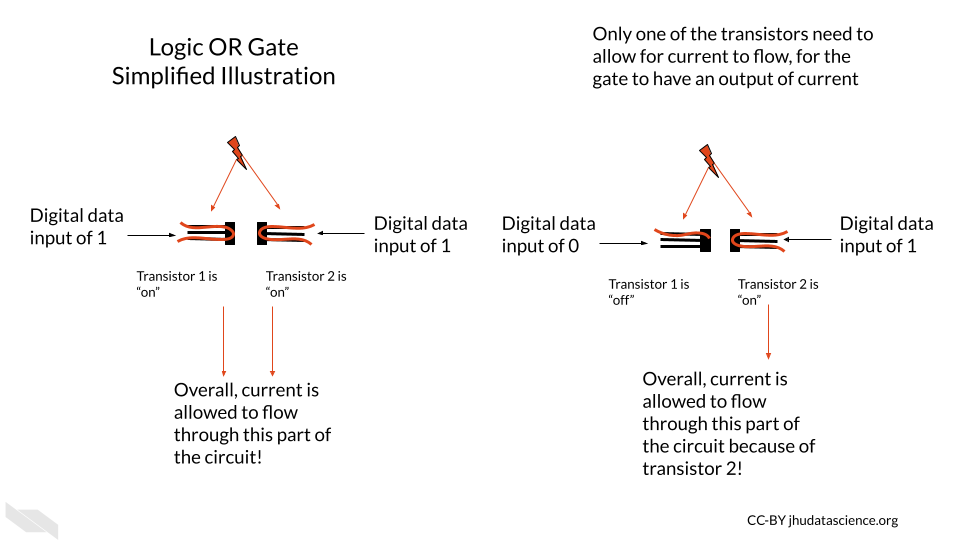 Logic OR Gate
Simplified Illustration
Only one of the transistors need to
allow for current to flow, for the
gate to have an output of current
Digital data
input of 1
Digital data
input of 1
Transistor 1 is
“on”
Transistor 2 is
“on”
Overall, current is
allowed to flow
through this part of
the circuit!
Digital data
input of 0
Digital data
input of 1
Transistor 1 is
“off”
Transistor 2 is
“on”
Overall, current is
allowed to flow
through this part of
the circuit because of
transistor 2!
CC-BY jhudatascience.org